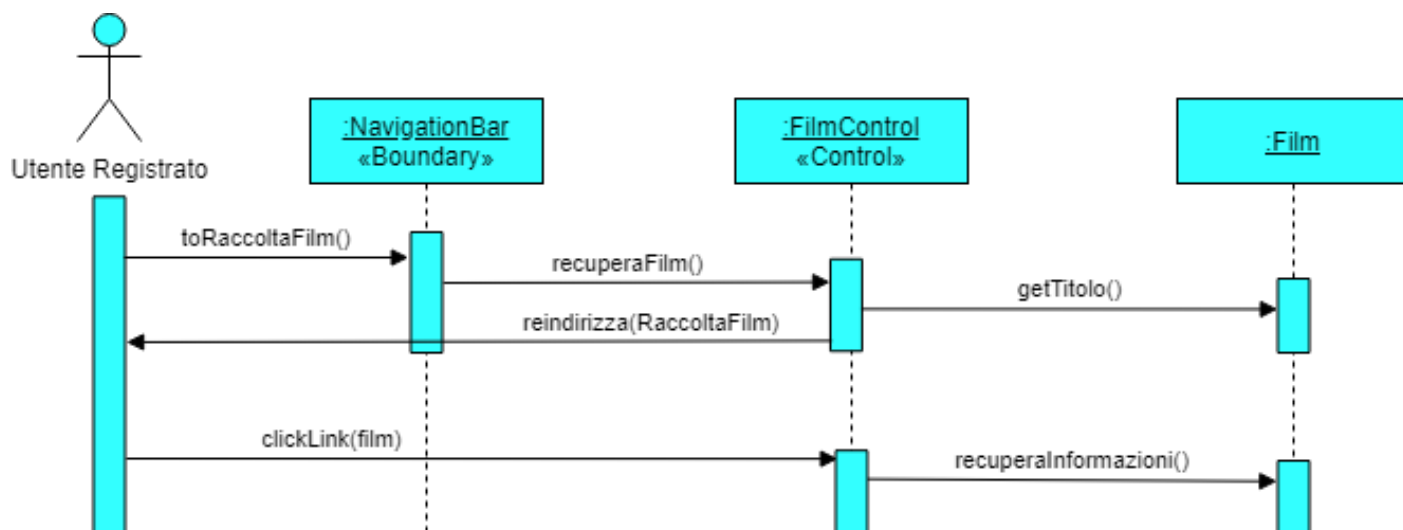 :NavigationBar
«Boundary»
:FilmControl
«Control»
:Film
Utente Registrato
toRaccoltaFilm()
recuperaFilm()
getTitolo()
reindirizza(RaccoltaFilm)
clickLink(film)
recuperaInformazioni()